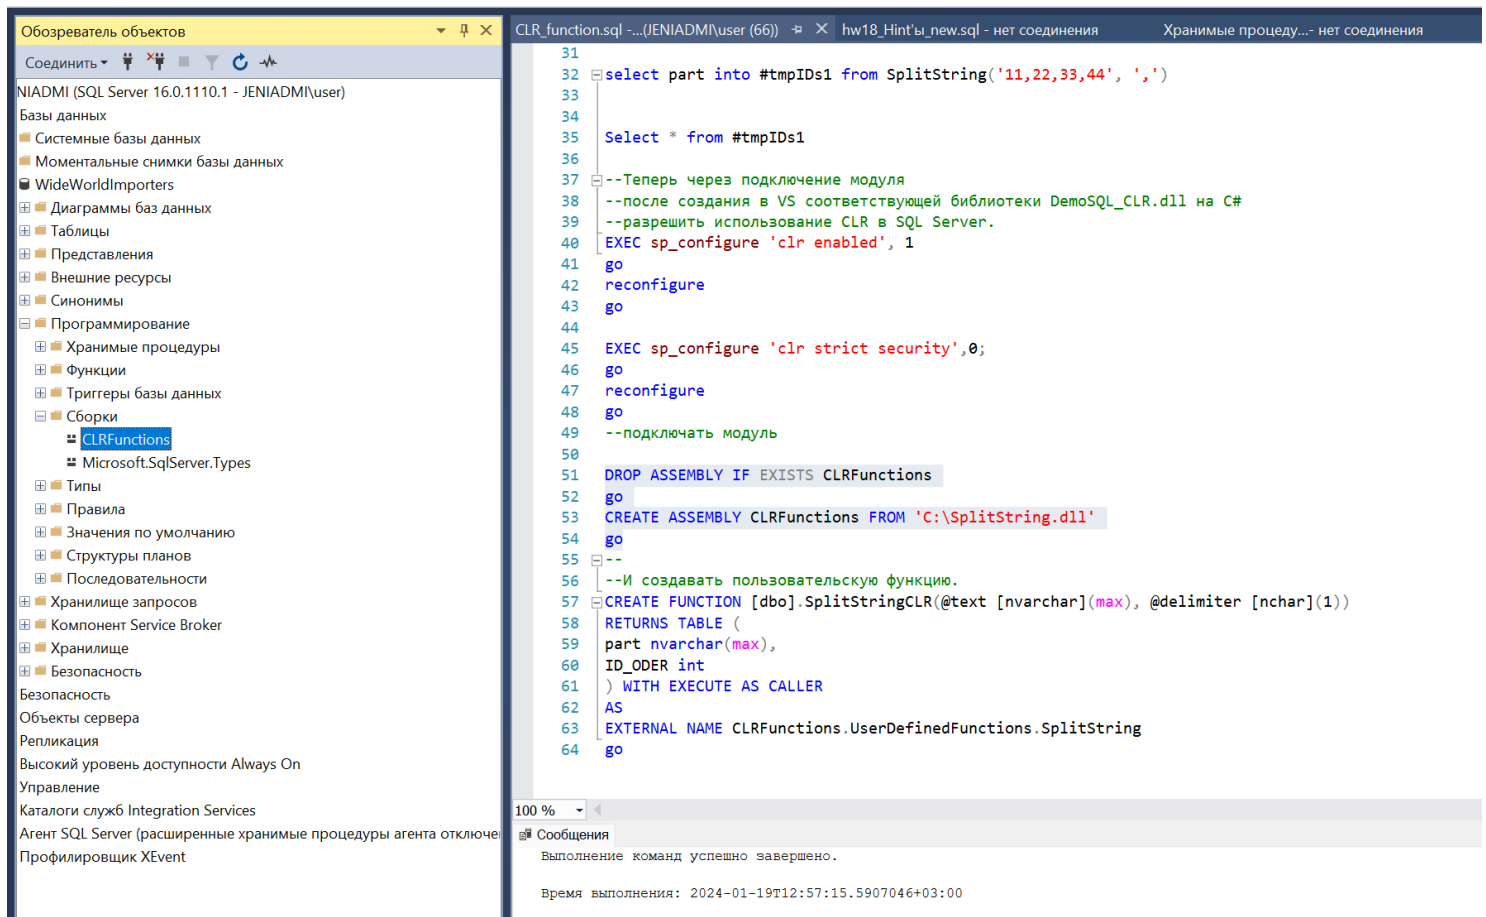 Обозреватель объектов
Соединить
NIADMI (SQL Server 16.0.1110.1 - JENIADMI\user)
Базы данных
Системные базы данных
Моментальные снимки базы данных
WideWorldImporters
Диаграммы баз данных
Таблицы
Представления
Внешние ресурсы
Синонимы
Программирование
Хранимые процедуры
Функции
Триггеры базы данных
Сборки
CLRFunctions
Microsoft.SqlServer.Types
Типы
Правила
Значения по умолчанию
Структуры планов
Последовательности
Хранилище запросов
Компонент Service Broker
Хранилище
Безопасность
Безопасность
Объекты сервера
Репликация
Высокий уровень доступности Always On
Управление
Каталоги служб Integration Services
Агент SQL Server (расширенные хранимые процедуры агента отключе
Профилировщик XEvent
CLR_function.sql -...(JENIADMI\user (66)) hw18_Hint'ы_new.sql - нет соединения Хранимые процеду...- нет соединения
31
32 select part into #tmpIDs1 from SplitString('11,22,33,44', ',')
33
34
35 Select * from #tmpIDs1
36
37 --Теперь через подключение модуля
38 --после создания в VS соответствующей библиотеки DemoSQL_CLR.dll на C#
39 --разрешить использование CLR в SQL Server.
40 EXEC sp_configure 'clr enabled', 1
41 go
42 reconfigure
43 go
44
45 EXEC sp_configure 'clr strict security',0;
46 go
47 reconfigure
48 go
49 --подключать модуль
50
51 DROP ASSEMBLY IF EXISTS CLRFunctions
52 go
53 CREATE ASSEMBLY CLRFunctions FROM 'C:\SplitString.dll'
54 go
55 --
56 --И создавать пользовательскую функцию.
57 CREATE FUNCTION [dbo].SplitStringCLR(@text [nvarchar](max), @delimiter [nchar](1))
58 RETURNS TABLE (
59 part nvarchar(max),
60 ID_ODER int
61 ) WITH EXECUTE AS CALLER
62 AS
63 EXTERNAL NAME CLRFunctions.UserDefinedFunctions.SplitString
64 go
100 %
Сообщения
Выполнение команд успешно завершено.
Время выполнения: 2024-01-19T12:57:15.5907046+03:00